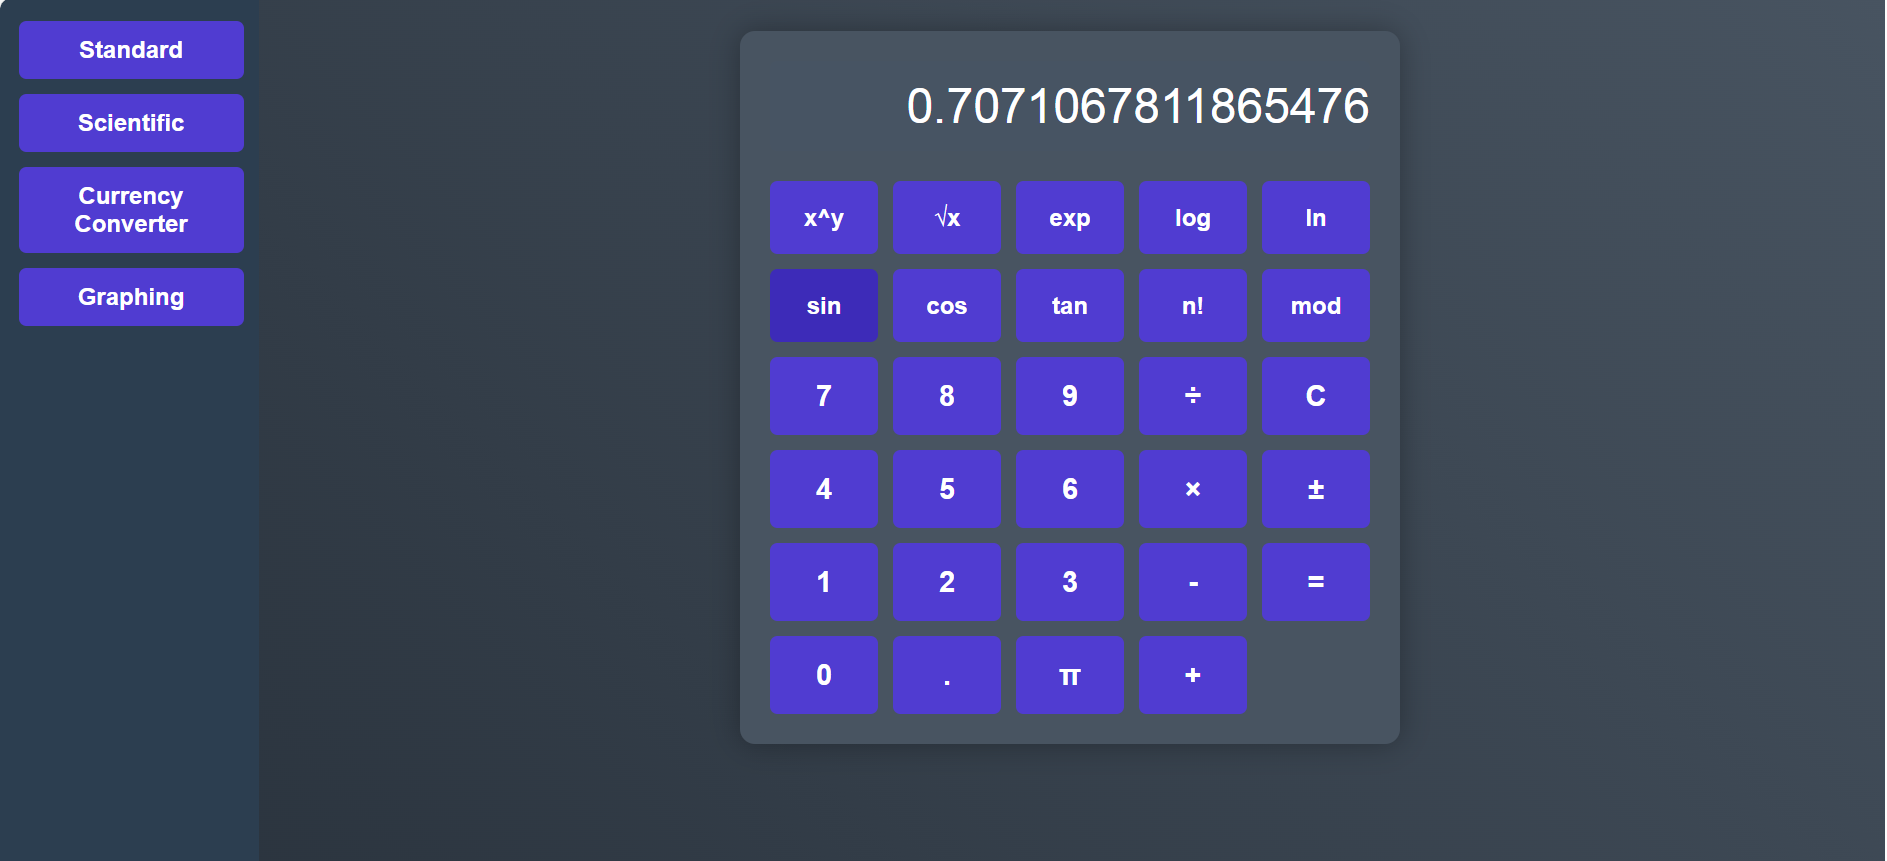 Standard
Scientific
Currency
Converter
Graphing
0.7071067811865476
x^y √x exp log ln
sin cos tan n! mod
7 8 9 ÷ C
4 5 6 × ±
1 2 3 - =
0 . π +